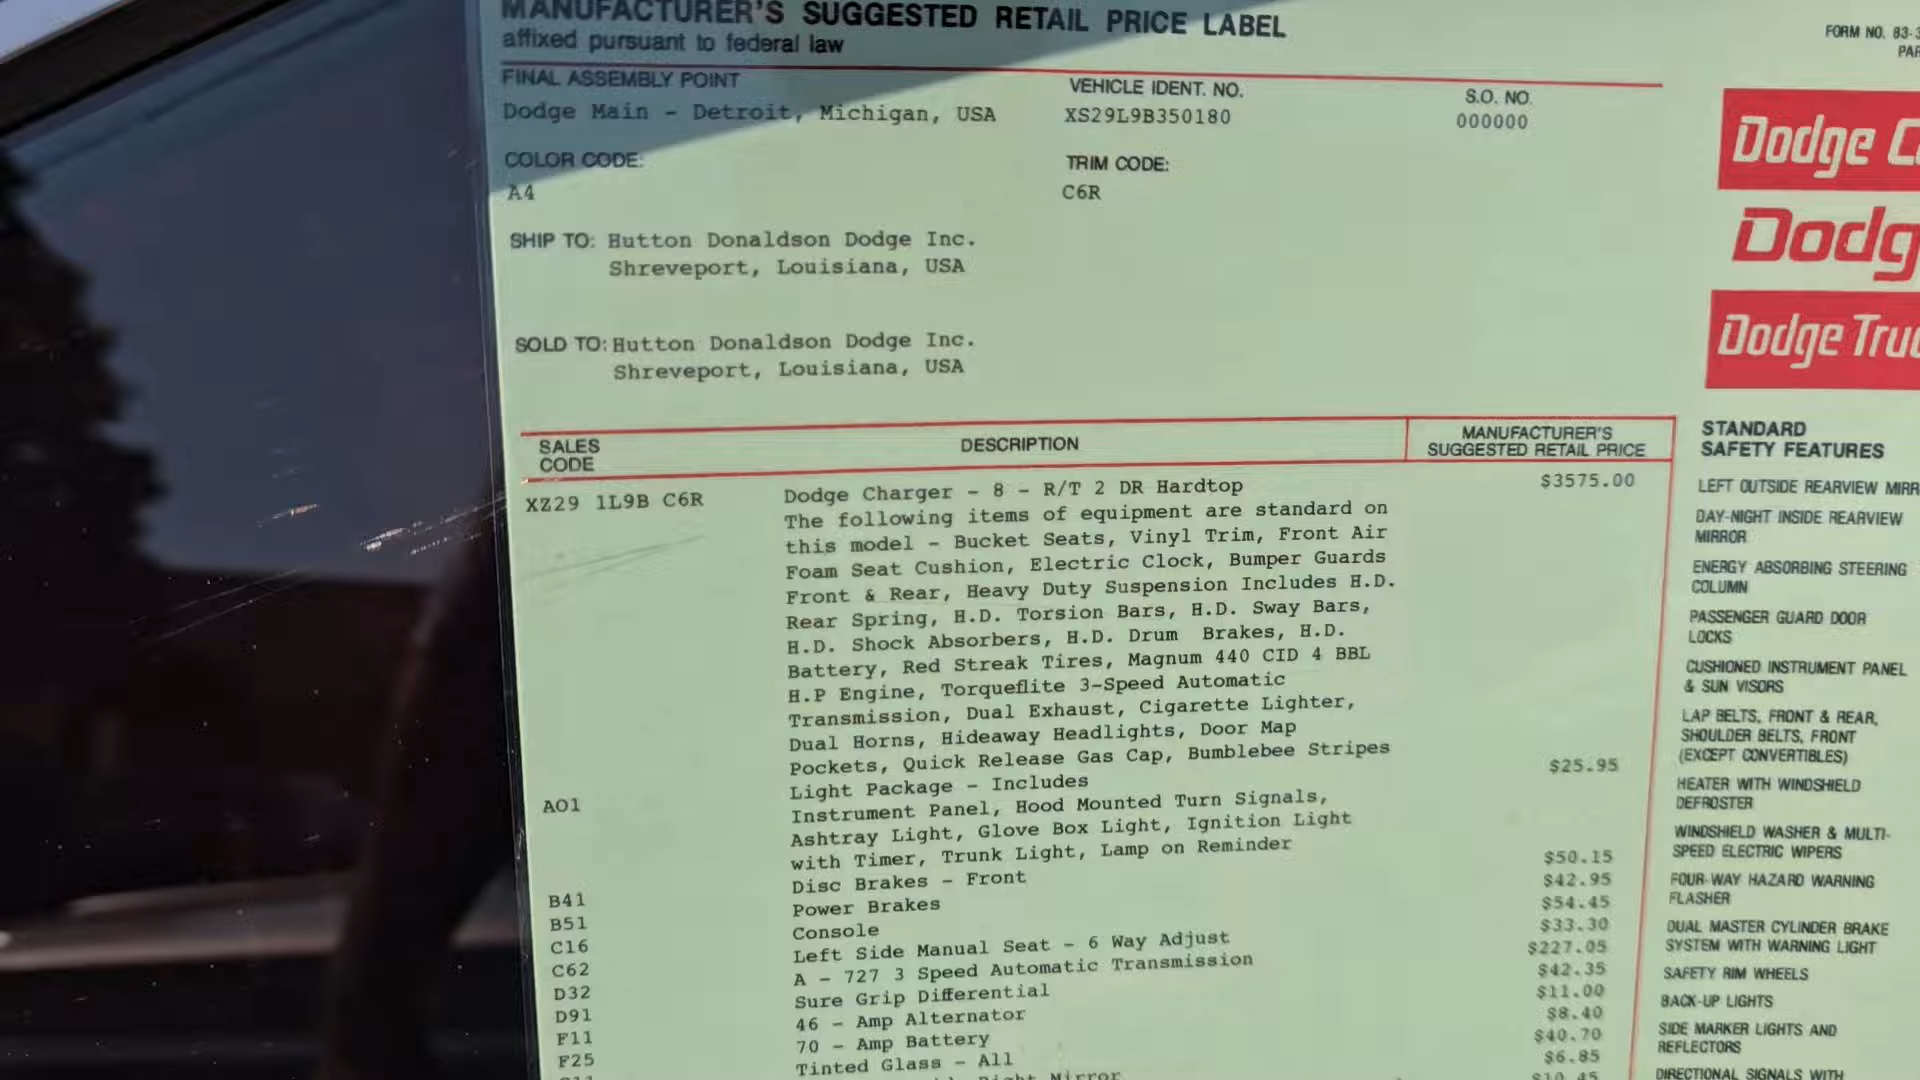 MANUFACTURER'S SUGGESTED RETAIL PRICE LABEL
affixed pursuant to federal law
FORM NO. 83-3
PAR
FINAL ASSEMBLY POINT
Dodge Main - Detroit, Michigan, USA
VEHICLE IDENT. NO.
XS29L9B350180
S.O. NO.
000000
COLOR CODE:
A4
TRIM CODE:
C6R
SHIP TO: Hutton Donaldson Dodge Inc.
Shreveport, Louisiana, USA
SOLD TO: Hutton Donaldson Dodge Inc.
Shreveport, Louisiana, USA
Dodge C
Dodg
Dodge Truc
SALES CODE
DESCRIPTION
MANUFACTURER'S
SUGGESTED RETAIL PRICE
XZ29 1L9B C6R
Dodge Charger - 8 - R/T 2 DR Hardtop
$3575.00
The following items of equipment are standard on
this model - Bucket Seats, Vinyl Trim, Front Air
Foam Seat Cushion, Electric Clock, Bumper Guards
Front & Rear, Heavy Duty Suspension Includes H.D.
Rear Spring, H.D. Torsion Bars, H.D. Sway Bars,
H.D. Shock Absorbers, H.D. Drum Brakes, H.D.
Battery, Red Streak Tires, Magnum 440 CID 4 BBL
H.P Engine, Torqueflite 3-Speed Automatic
Transmission, Dual Exhaust, Cigarette Lighter,
Dual Horns, Hideaway Headlights, Door Map
Pockets, Quick Release Gas Cap, Bumblebee Stripes
A01
Light Package - Includes
$25.95
Instrument Panel, Hood Mounted Turn Signals,
Ashtray Light, Glove Box Light, Ignition Light
with Timer, Trunk Light, Lamp on Reminder
B41
Disc Brakes - Front
$50.15
B51
Power Brakes
$42.95
C16
Console
$54.45
C62
Left Side Manual Seat - 6 Way Adjust
$33.30
D32
A - 727 3 Speed Automatic Transmission
$227.05
D91
Sure Grip Differential
$42.35
F11
46 - Amp Alternator
$11.00
F25
70 - Amp Battery
$8.40
Tinted Glass - All
$40.70
Right Mirror
$6.85
$10.45
STANDARD
SAFETY FEATURES
LEFT OUTSIDE REARVIEW MIRR
DAY-NIGHT INSIDE REARVIEW
MIRROR
ENERGY ABSORBING STEERING
COLUMN
PASSENGER GUARD DOOR
LOCKS
CUSHIONED INSTRUMENT PANEL
& SUN VISORS
LAP BELTS, FRONT & REAR,
SHOULDER BELTS, FRONT
(EXCEPT CONVERTIBLES)
HEATER WITH WINDSHIELD
DEFROSTER
WINDSHIELD WASHER & MULTI-
SPEED ELECTRIC WIPERS
FOUR-WAY HAZARD WARNING
FLASHER
DUAL MASTER CYLINDER BRAKE
SYSTEM WITH WARNING LIGHT
SAFETY RIM WHEELS
BACK-UP LIGHTS
SIDE MARKER LIGHTS AND
REFLECTORS
DIRECTIONAL SIGNALS WITH